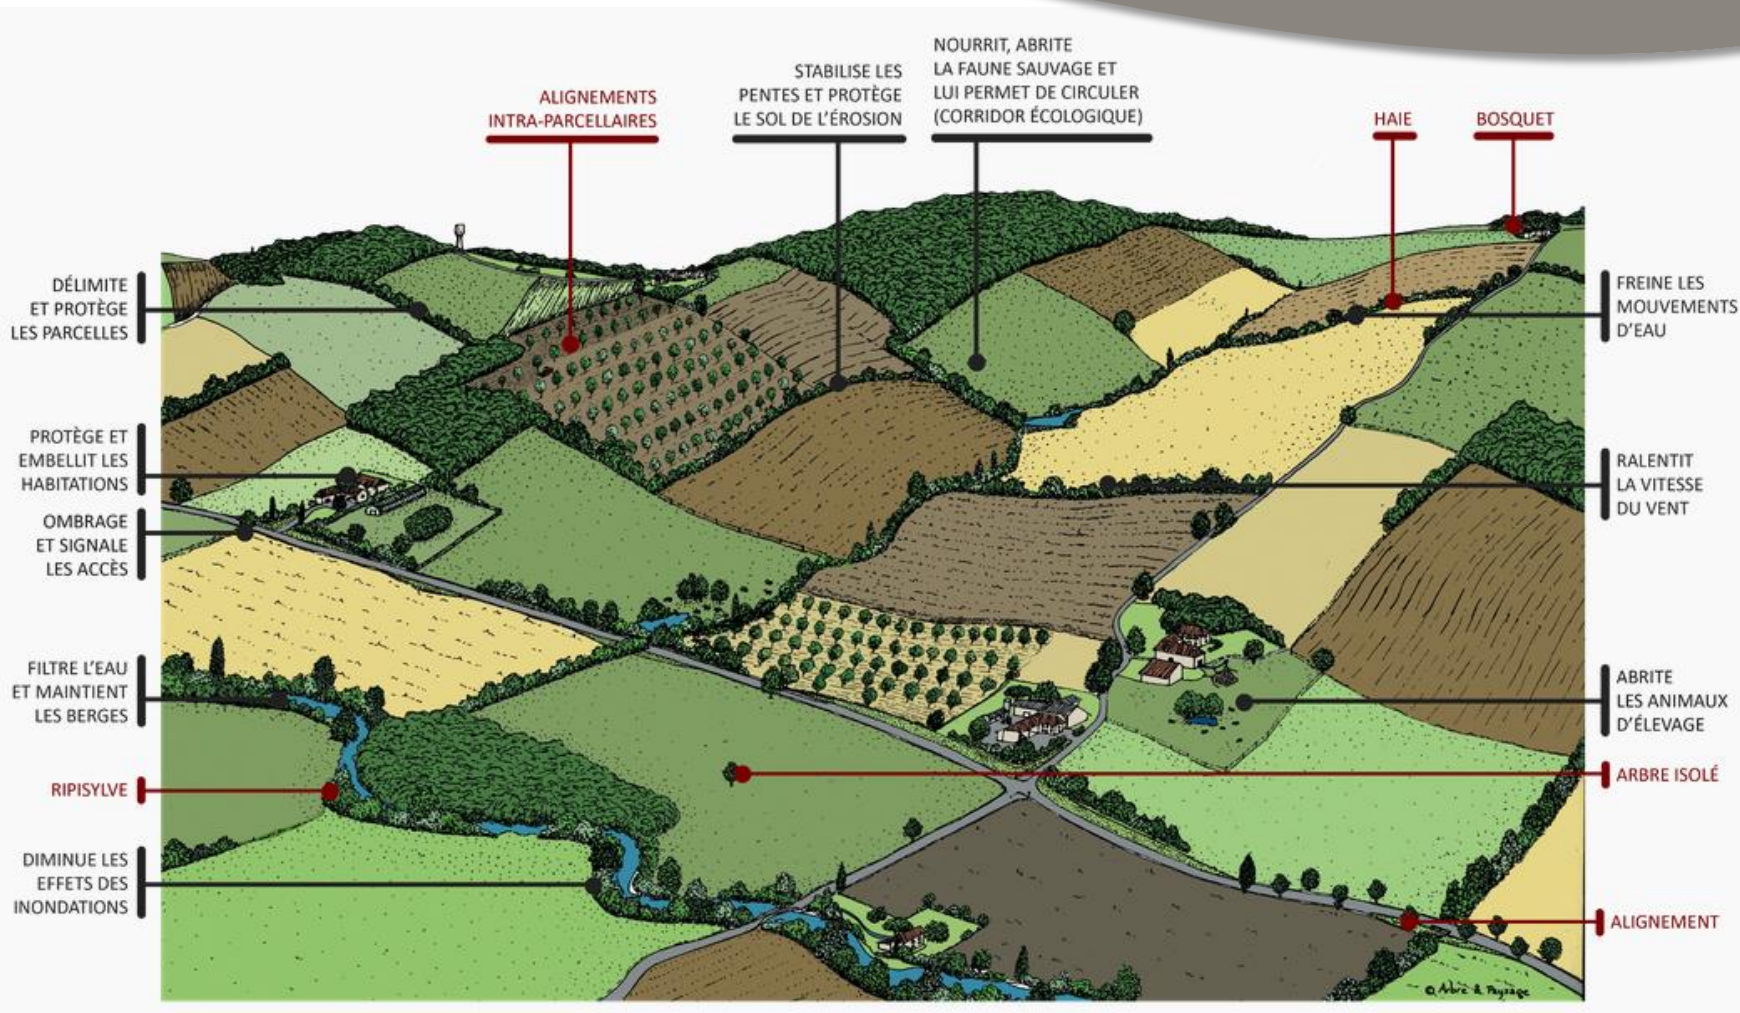 NOURRIT, ABRITE
LA FAUNE SAUVAGE ET
LUI PERMET DE CIRCULER
(CORRIDOR ÉCOLOGIQUE)
STABILISE LES
PENTES ET PROTÈGE
LE SOL DE L'ÉROSION
ALIGNEMENTS
INTRA-PARCELLAIRES
HAIE
BOSQUET
DÉLIMITE
ET PROTÈGE
LES PARCELLES
FREINE LES
MOUVEMENTS
D'EAU
PROTÈGE ET
EMBELLIT LES
HABITATIONS
RALENTIT
LA VITESSE
DU VENT
OMBRAGE
ET SIGNALE
LES ACCÈS
FILTRE L'EAU
ET MAINTIENT
LES BERGES
ABRITE
LES ANIMAUX
D'ÉLEVAGE
RIPISYLVE
ARBRE ISOLÉ
DIMINUE LES
EFFETS DES
INONDATIONS
ALIGNEMENT
© Arbre & Paysage